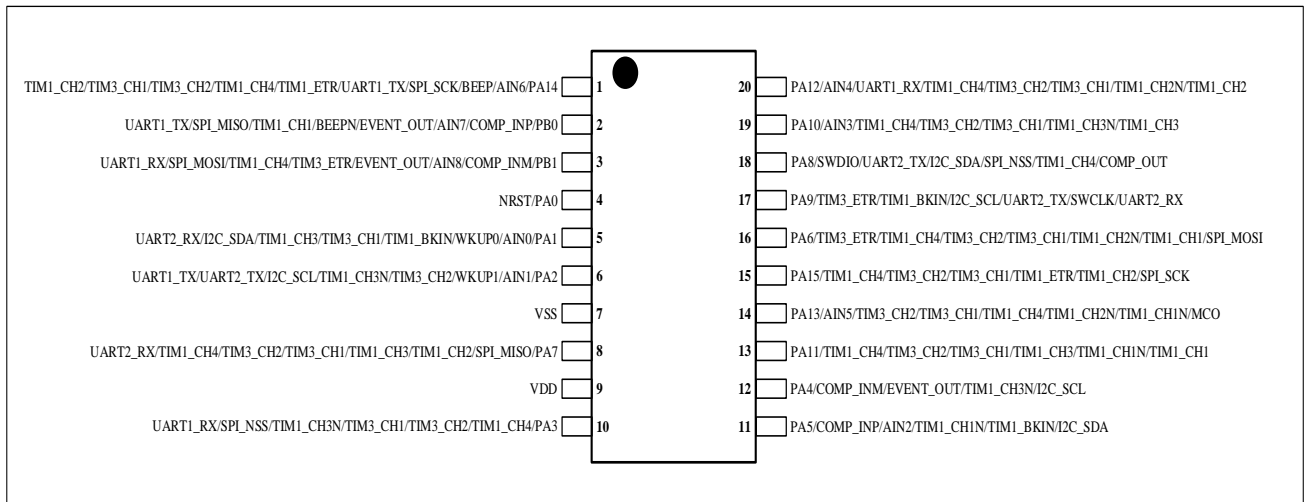 TIM1_CH2/TIM3_CH1/TIM3_CH2/TIM1_CH4/TIM1_ETR/UART1_TX/SPI_SCK/BEEP/AIN6/PA14 1 20 PA12/AIN4/UART1_RX/TIM1_CH4/TIM3_CH2/TIM3_CH1/TIM1_CH2N/TIM1_CH2
UART1_TX/SPI_MISO/TIM1_CH1/BEEPN/EVENT_OUT/AIN7/COMP_INP/PB0 2 19 PA10/AIN3/TIM1_CH4/TIM3_CH2/TIM3_CH1/TIM1_CH3N/TIM1_CH3
UART1_RX/SPI_MOSI/TIM1_CH4/TIM3_ETR/EVENT_OUT/AIN8/COMP_INM/PB1 3 18 PA8/SWDIO/UART2_TX/I2C_SDA/SPI_NSS/TIM1_CH4/COMP_OUT
NRST/PA0 4 17 PA9/TIM3_ETR/TIM1_BKIN/I2C_SCL/UART2_TX/SWCLK/UART2_RX
UART2_RX/I2C_SDA/TIM1_CH3/TIM3_CH1/TIM1_BKIN/WKUP0/AIN0/PA1 5 16 PA6/TIM3_ETR/TIM1_CH4/TIM3_CH2/TIM3_CH1/TIM1_CH2N/TIM1_CH1/SPI_MOSI
UART1_TX/UART2_TX/I2C_SCL/TIM1_CH3N/TIM3_CH2/WKUP1/AIN1/PA2 6 15 PA15/TIM1_CH4/TIM3_CH2/TIM3_CH1/TIM1_ETR/TIM1_CH2/SPI_SCK
VSS 7 14 PA13/AIN5/TIM3_CH2/TIM3_CH1/TIM1_CH4/TIM1_CH2N/TIM1_CH1N/MCO
UART2_RX/TIM1_CH4/TIM3_CH2/TIM3_CH1/TIM1_CH3/TIM1_CH2/SPI_MISO/PA7 8 13 PA11/TIM1_CH4/TIM3_CH2/TIM3_CH1/TIM1_CH3/TIM1_CH1N/TIM1_CH1
VDD 9 12 PA4/COMP_INM/EVENT_OUT/TIM1_CH3N/I2C_SCL
UART1_RX/SPI_NSS/TIM1_CH3N/TIM3_CH1/TIM3_CH2/TIM1_CH4/PA3 10 11 PA5/COMP_INP/AIN2/TIM1_CH1N/TIM1_BKIN/I2C_SDA